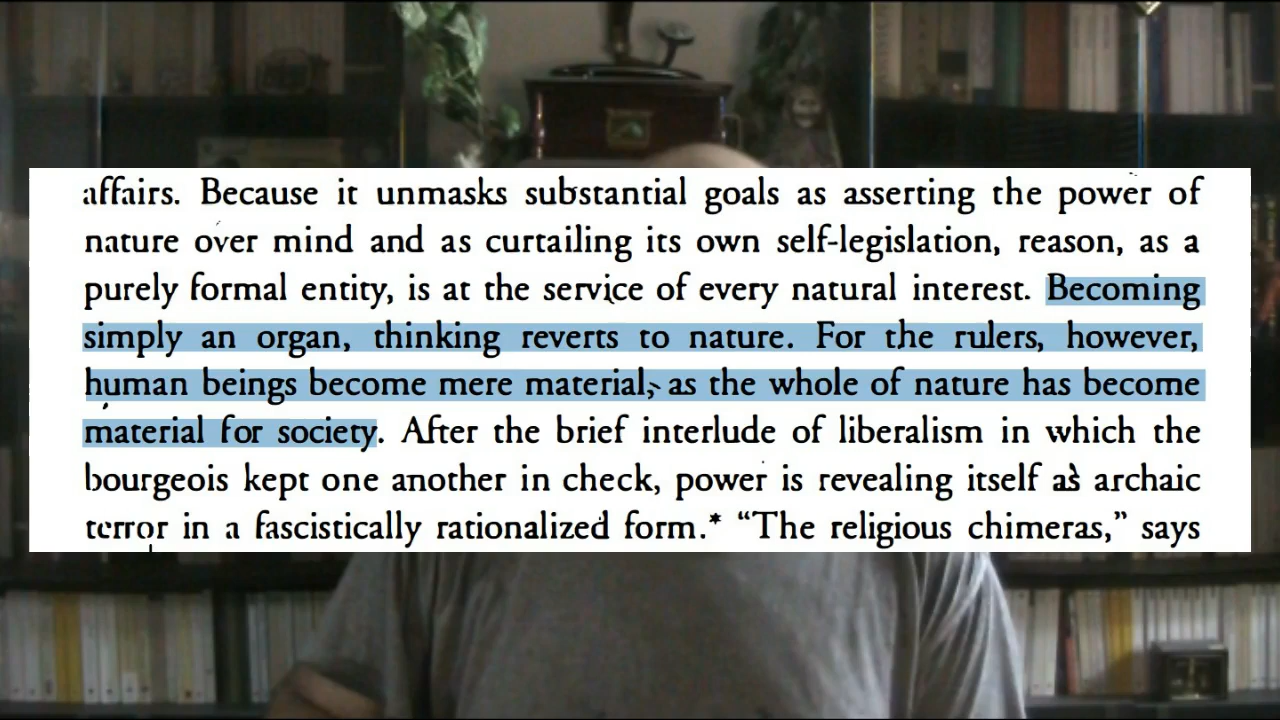 affairs. Because it unmasks substantial goals as asserting the power of
nature over mind and as curtailing its own self-legislation, reason, as a
purely formal entity, is at the service of every natural interest. Becoming
simply an organ, thinking reverts to nature. For the rulers, however,
human beings become mere material, as the whole of nature has become
material for society. After the brief interlude of liberalism in which the
bourgeois kept one another in check, power is revealing itself as archaic
terror in a fascistically rationalized form.* “The religious chimeras,” says